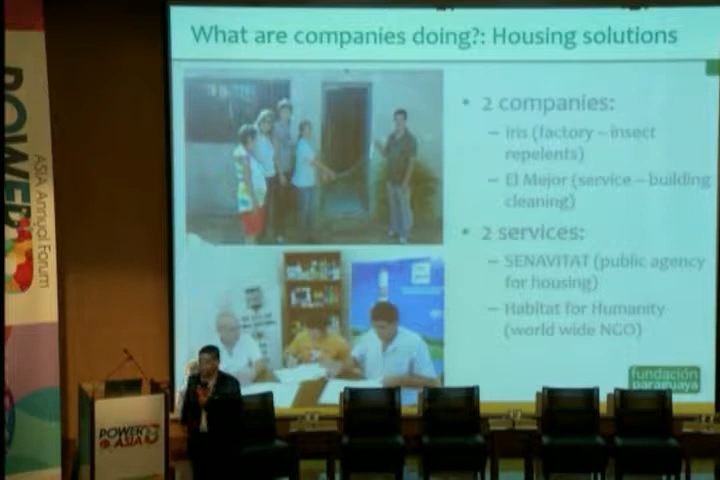 What are companies doing?: Housing solutions
• 2 companies:
– Iris (factory – insect
repelents)
– El Mejor (service – building
cleaning)
• 2 services:
– SENAVITAT (public agency
for housing)
– Habitat for Humanity
(world wide NGO)
fundación
paraguaya
POWER
ASIA Annual Forum
POWER
ASIA